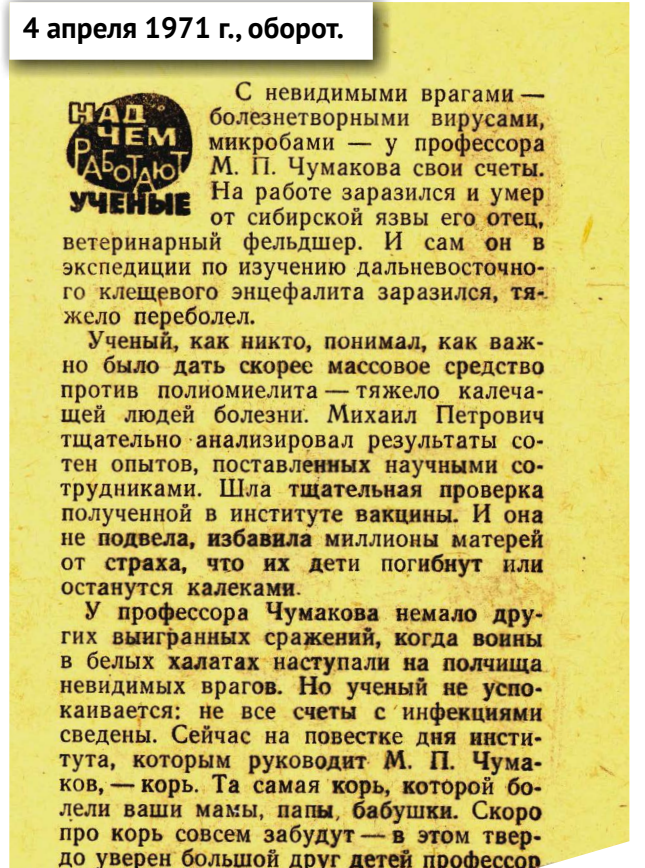 4 апреля 1971 г., оборот.
НАД
ЧЕМ
РАБОТАЮТ
УЧЕНЫЕ
С невидимыми врагами —
болезнетворными вирусами,
микробами — у профессора
М. П. Чумакова свои счеты.
На работе заразился и умер
от сибирской язвы его отец,
ветеринарный фельдшер. И сам он в
экспедиции по изучению дальневосточно-
го клещевого энцефалита заразился, тя-
жело переболел.
Ученый, как никто, понимал, как важ-
но было дать скорее массовое средство
против полиомиелита — тяжело калеча-
щей людей болезни. Михаил Петрович
тщательно анализировал результаты со-
тен опытов, поставленных научными со-
трудниками. Шла тщательная проверка
полученной в институте вакцины. И она
не подвела, избавила миллионы матерей
от страха, что их дети погибнут или
останутся калеками.
У профессора Чумакова немало дру-
гих выигранных сражений, когда воины
в белых халатах наступали на полчища
невидимых врагов. Но ученый не успо-
каивается: не все счеты с инфекциями
сведены. Сейчас на повестке дня инсти-
тута, которым руководит М. П. Чума-
ков, — корь. Та самая корь, которой бо-
лели ваши мамы, папы, бабушки. Скоро
про корь совсем забудут — в этом твер-
до уверен большой друг детей профессор